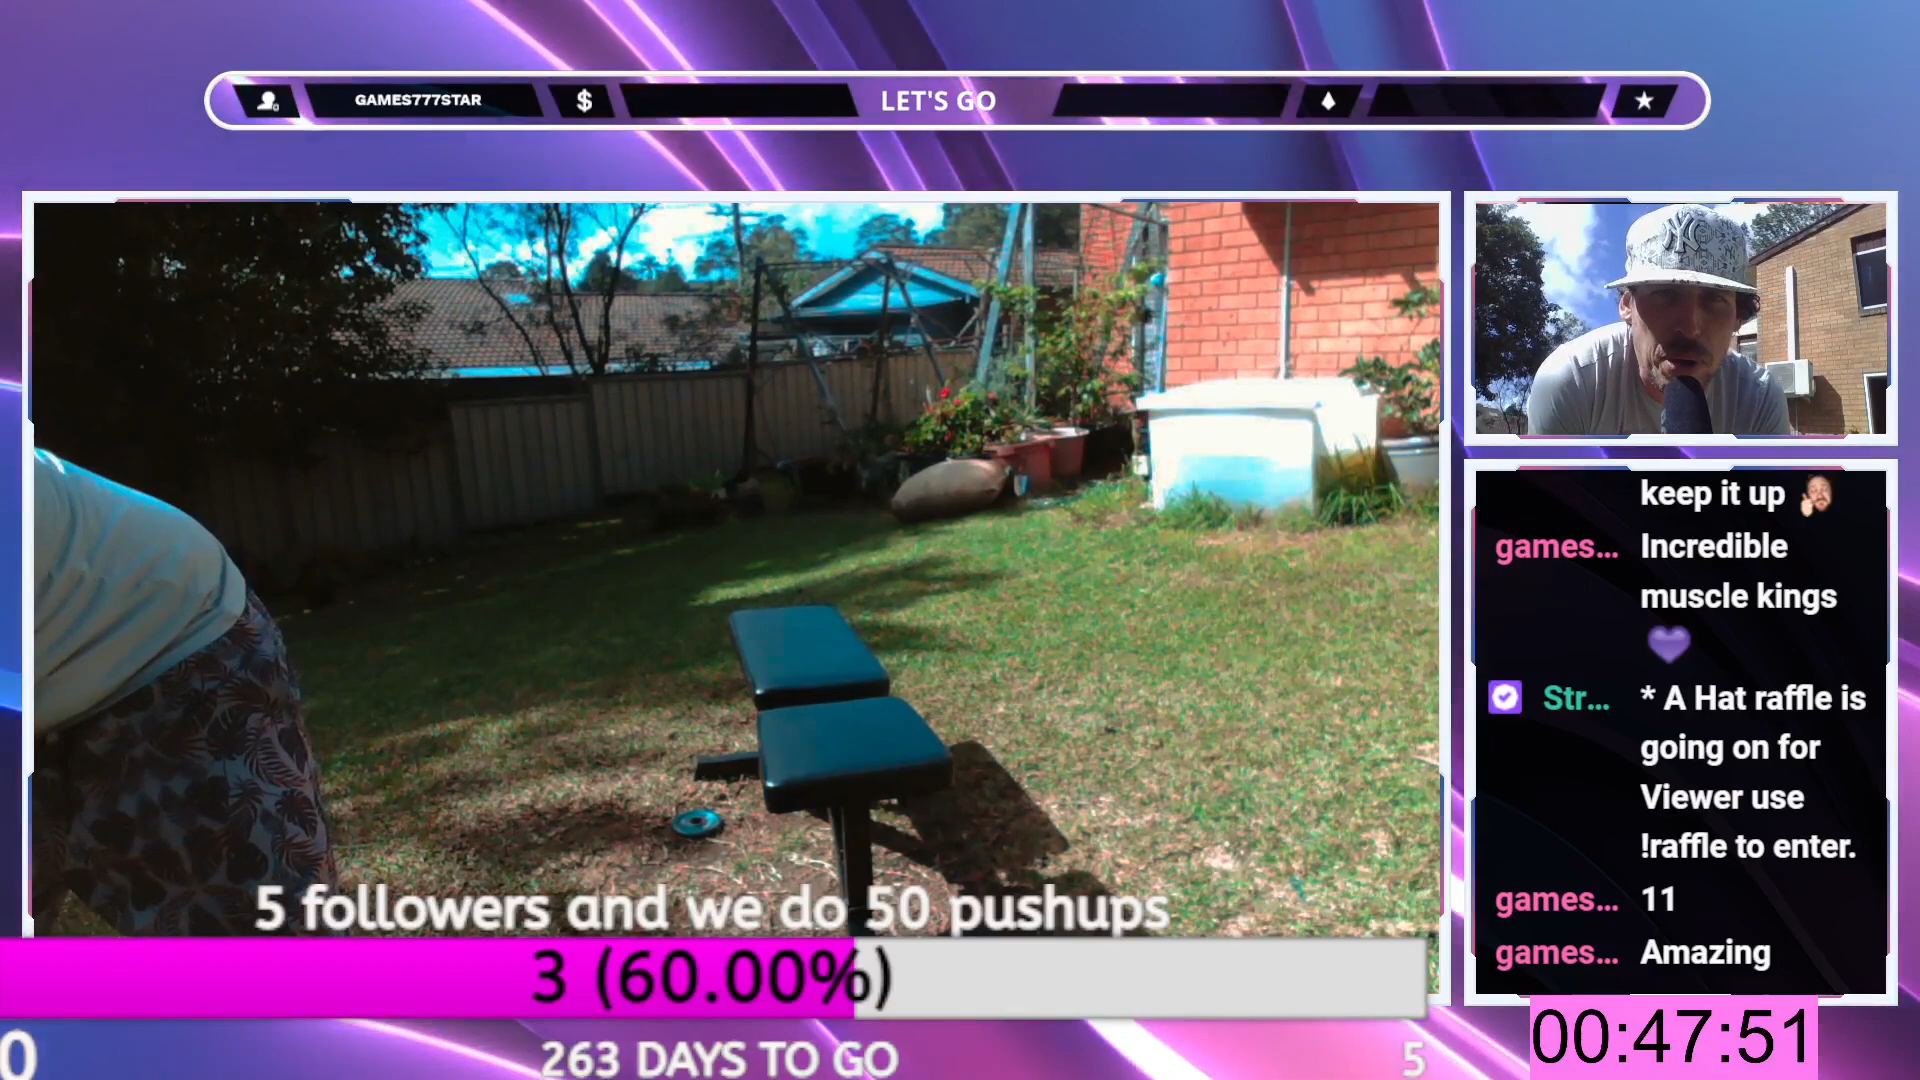 GAMES777STAR
$
LET'S GO
NY
keep it up
games... Incredible
muscle kings
Str... * A Hat raffle is
going on for
Viewer use
!raffle to enter.
games... 11
games... Amazing
5 followers and we do 50 pushups
3 (60.00%)
0 263 DAYS TO GO 5
00:47:51